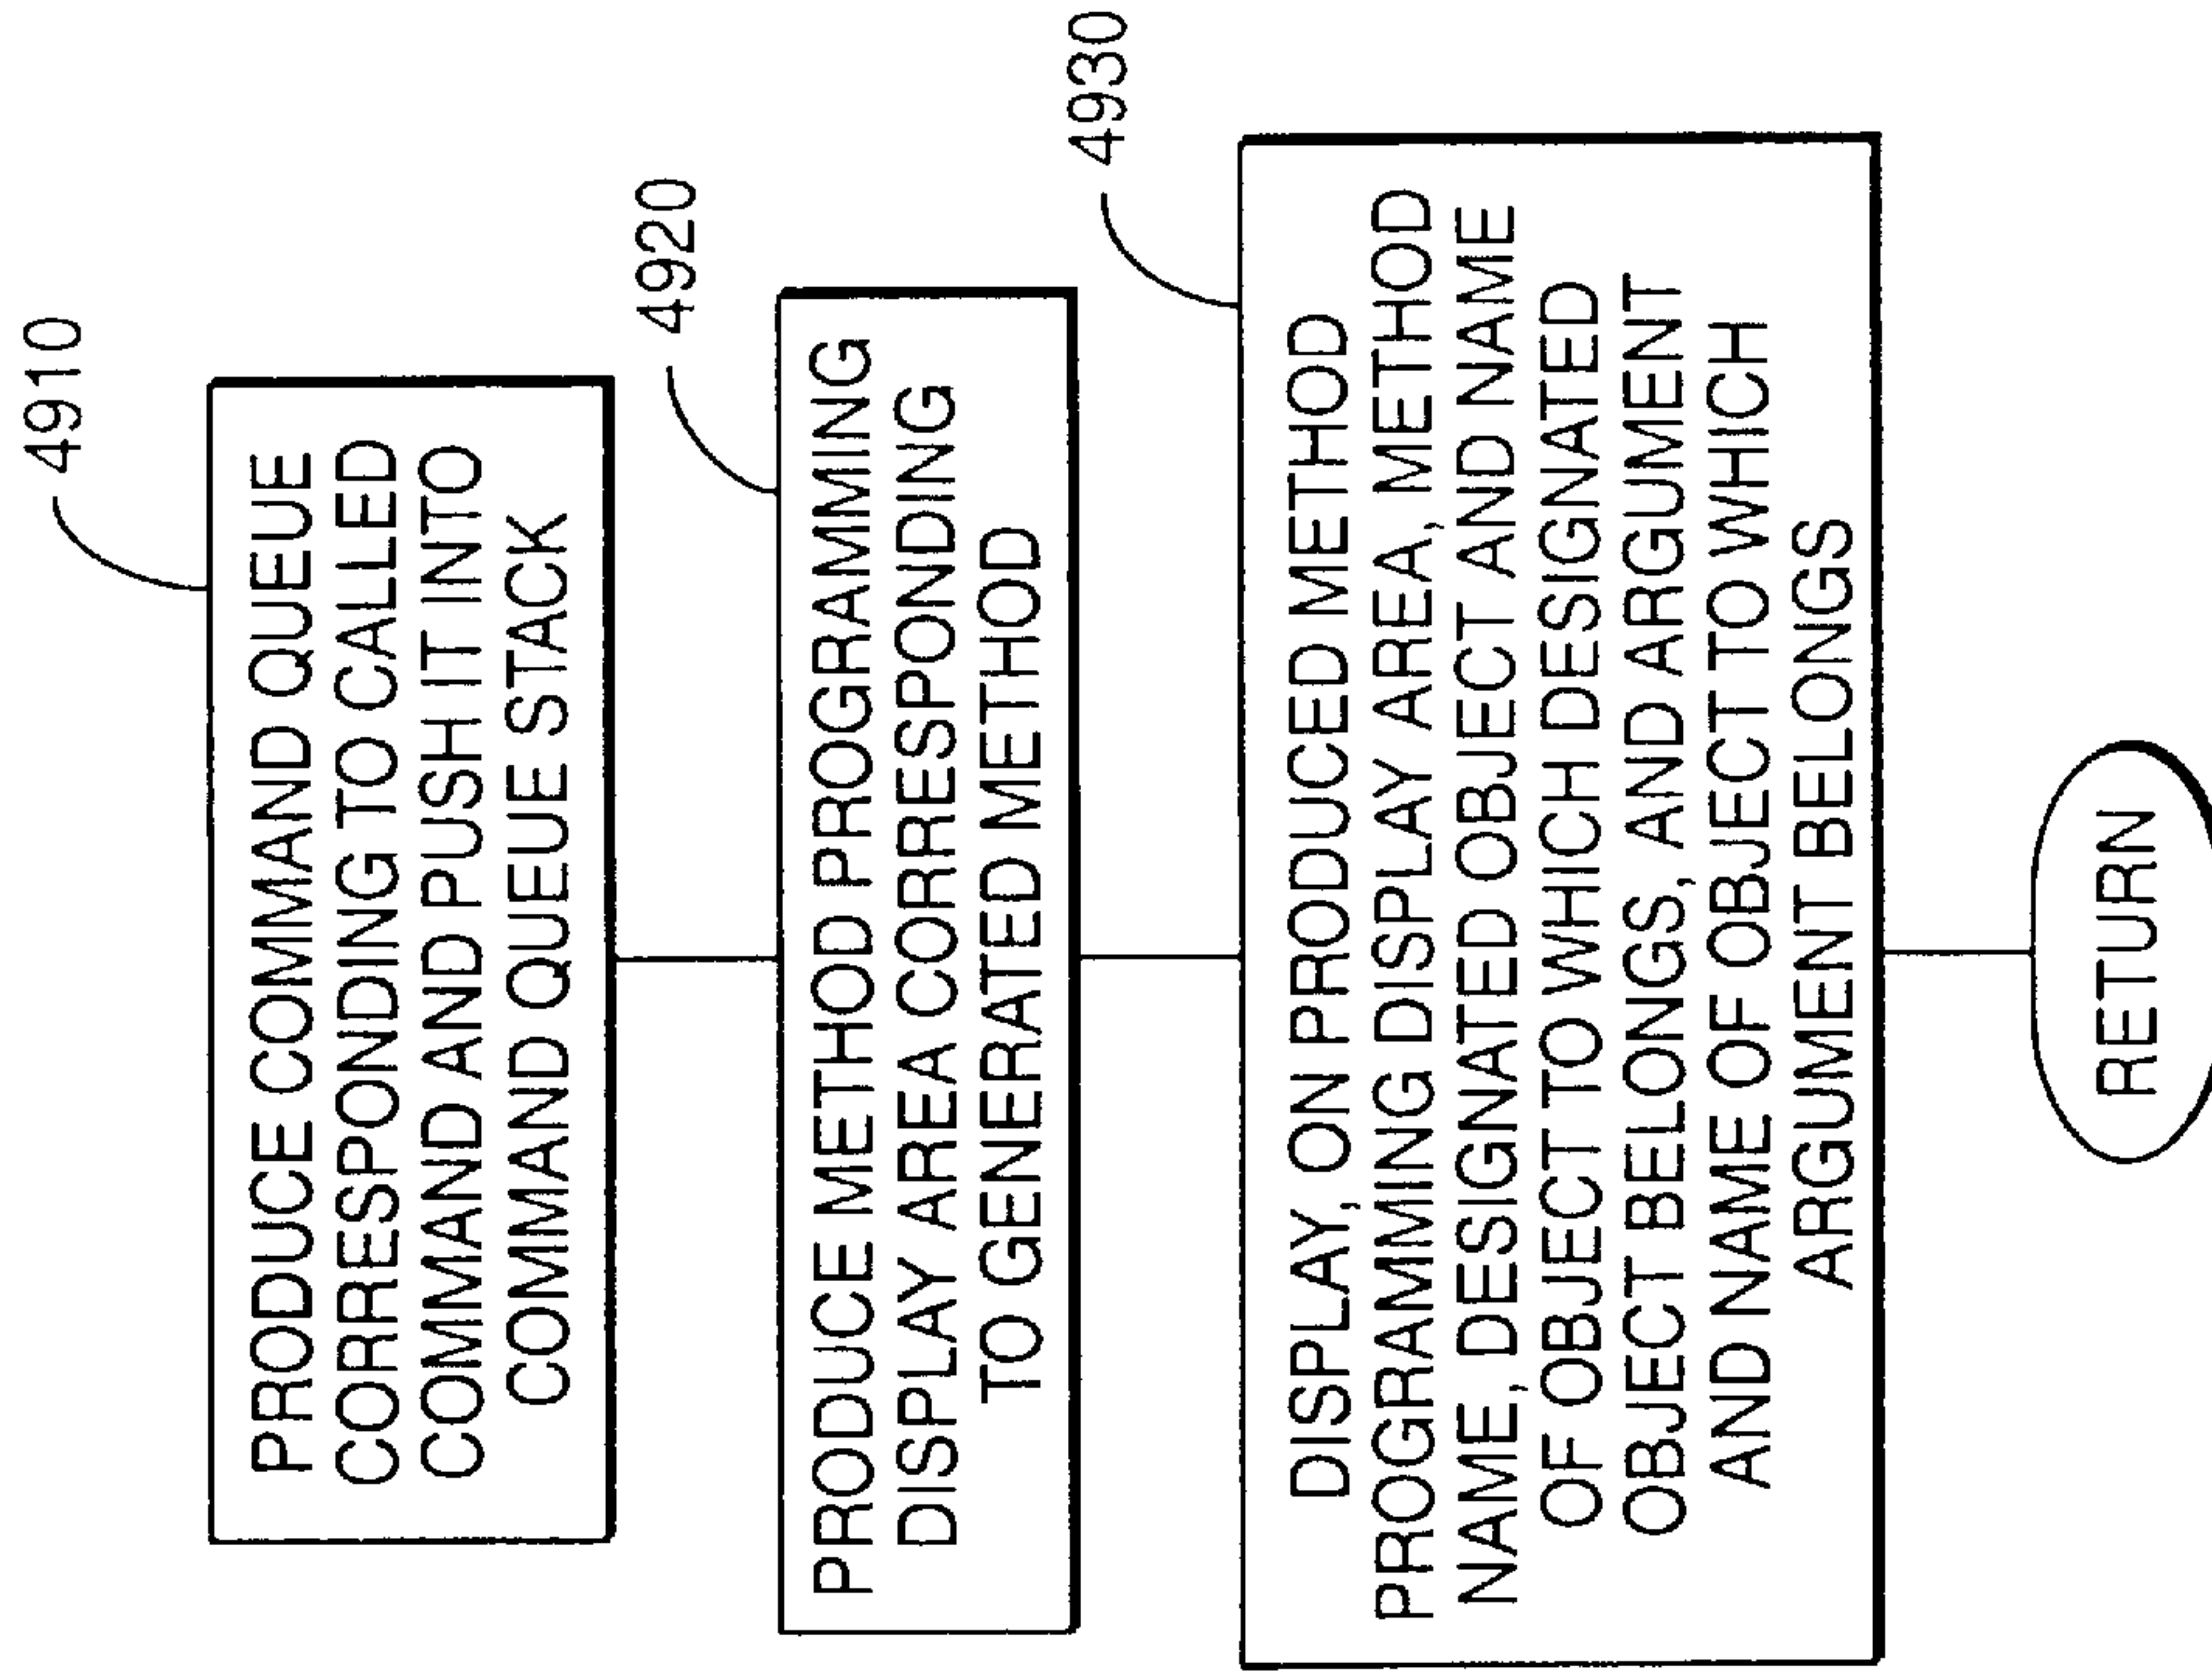 4910
PRODUCE COMMAND QUEUE
CORRESPONDING TO CALLED
COMMAND AND PUSH IT INTO
COMMAND QUEUE STACK
4920
PRODUCE METHOD PROGRAMMING
DISPLAY AREA CORRESPONDING
TO GENERATED METHOD
4930
DISPLAY, ON PRODUCED METHOD
PROGRAMMING DISPLAY AREA, METHOD
NAME, DESIGNATED OBJECT AND NAME
OF OBJECT TO WHICH DESIGNATED
OBJECT BELONGS, AND ARGUMENT
AND NAME OF OBJECT TO WHICH
ARGUMENT BELONGS
RETURN